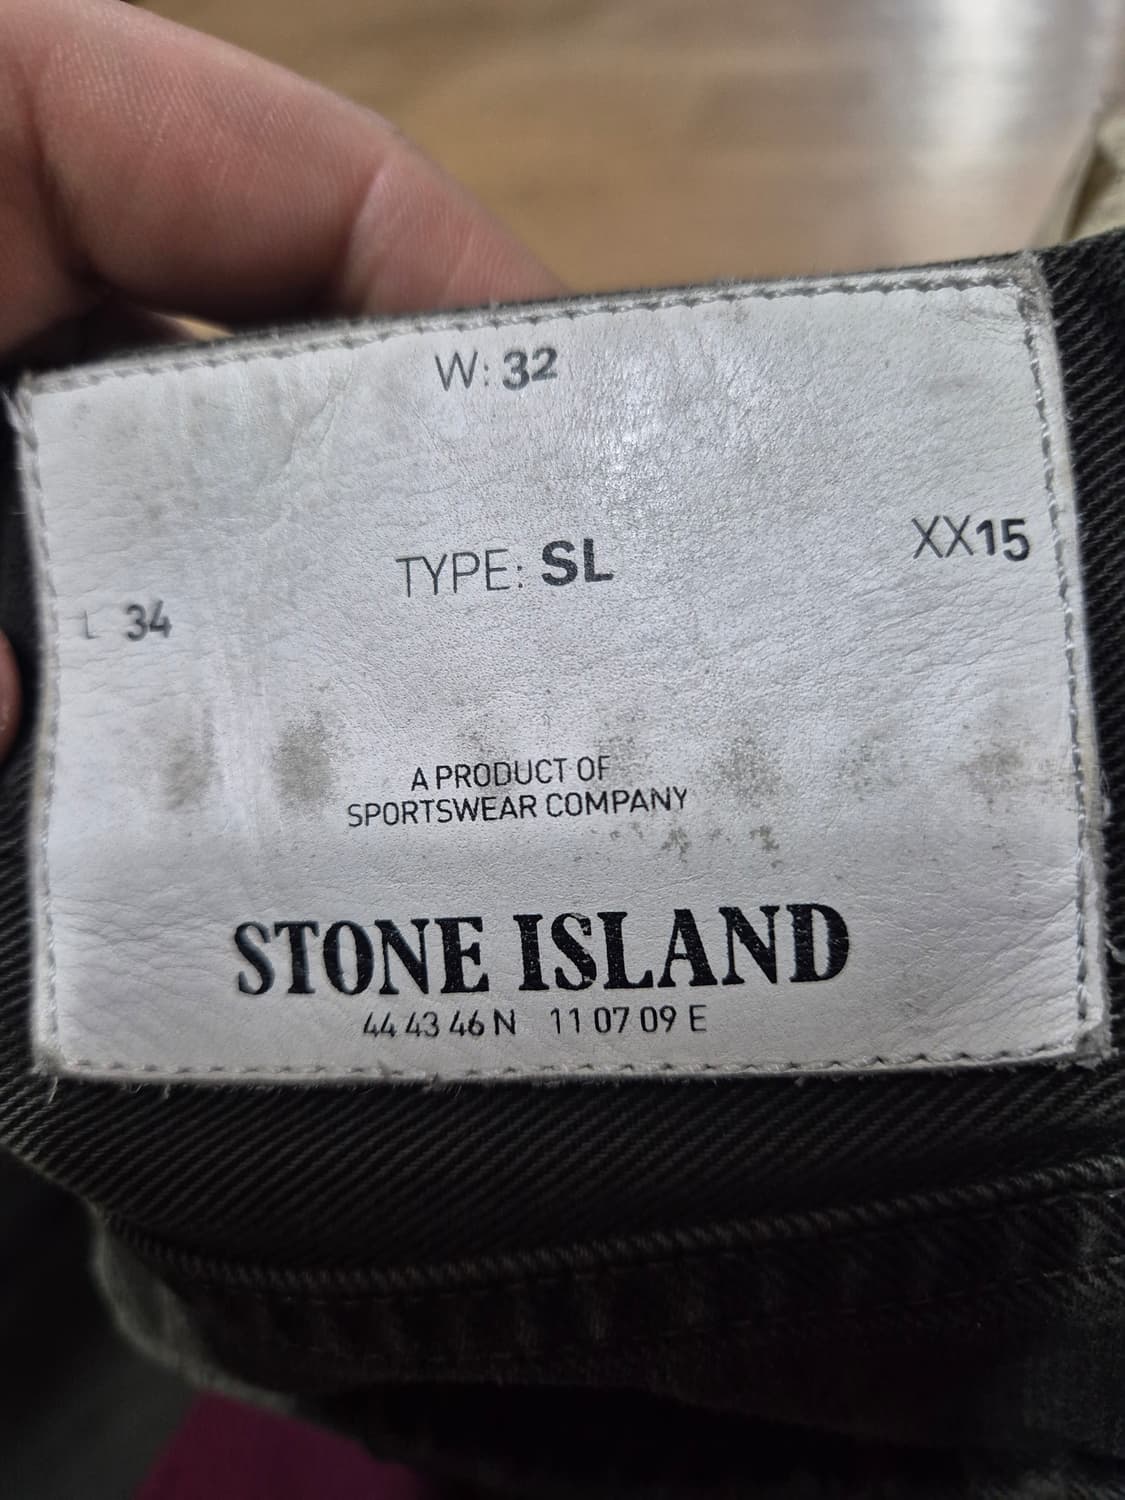 W: 32
TYPE: SL
XX15
L 34
A PRODUCT OF
SPORTSWEAR COMPANY
STONE ISLAND
44 43 46 N 11 07 09 E